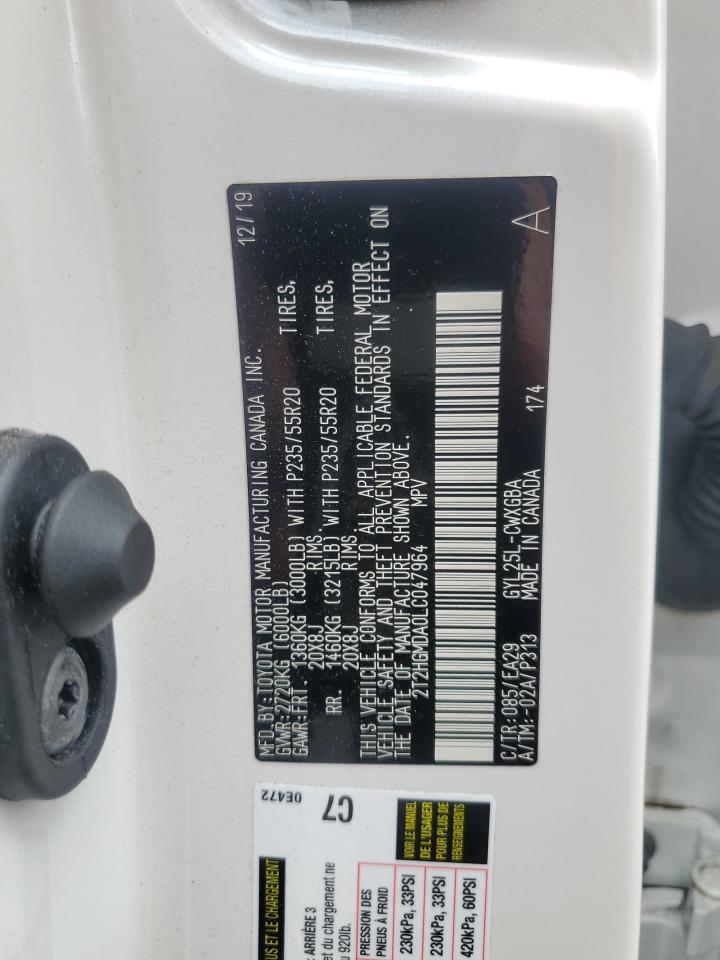 MFD BY:TOYOTA MOTOR MANUFACTURING CANADA INC. 12/19
GVWR:2720KG (6000LB)
GAWR:FRT. 1360KG (3000LB) WITH P235/55R20 TIRES,
20X8J RIMS.
RR. 1460KG (3215LB) WITH P235/55R20 TIRES,
20X8J RIMS.
THIS VEHICLE CONFORMS TO ALL APPLICABLE FEDERAL MOTOR
VEHICLE SAFETY AND THEFT PREVENTION STANDARDS IN EFFECT ON
THE DATE OF MANUFACTURE SHOWN ABOVE.
2T2HGMDA0LC047964 MPV
C/TR:085/EA29 GYL25L-CWXGBA 174
A/TM:-02A/P313 MADE IN CANADA
A
0E472
C7
US ET LE CHARGEMENT
: ARRIÈRE 3
et du chargement ne
u 920lb.
PRESSION DES
PNEUS À FROID
230kPa, 33PSI
230kPa, 33PSI
420kPa, 60PSI
VOIR LE MANUEL
DE L'USAGER
POUR PLUS DE
RENSEIGNEMENTS